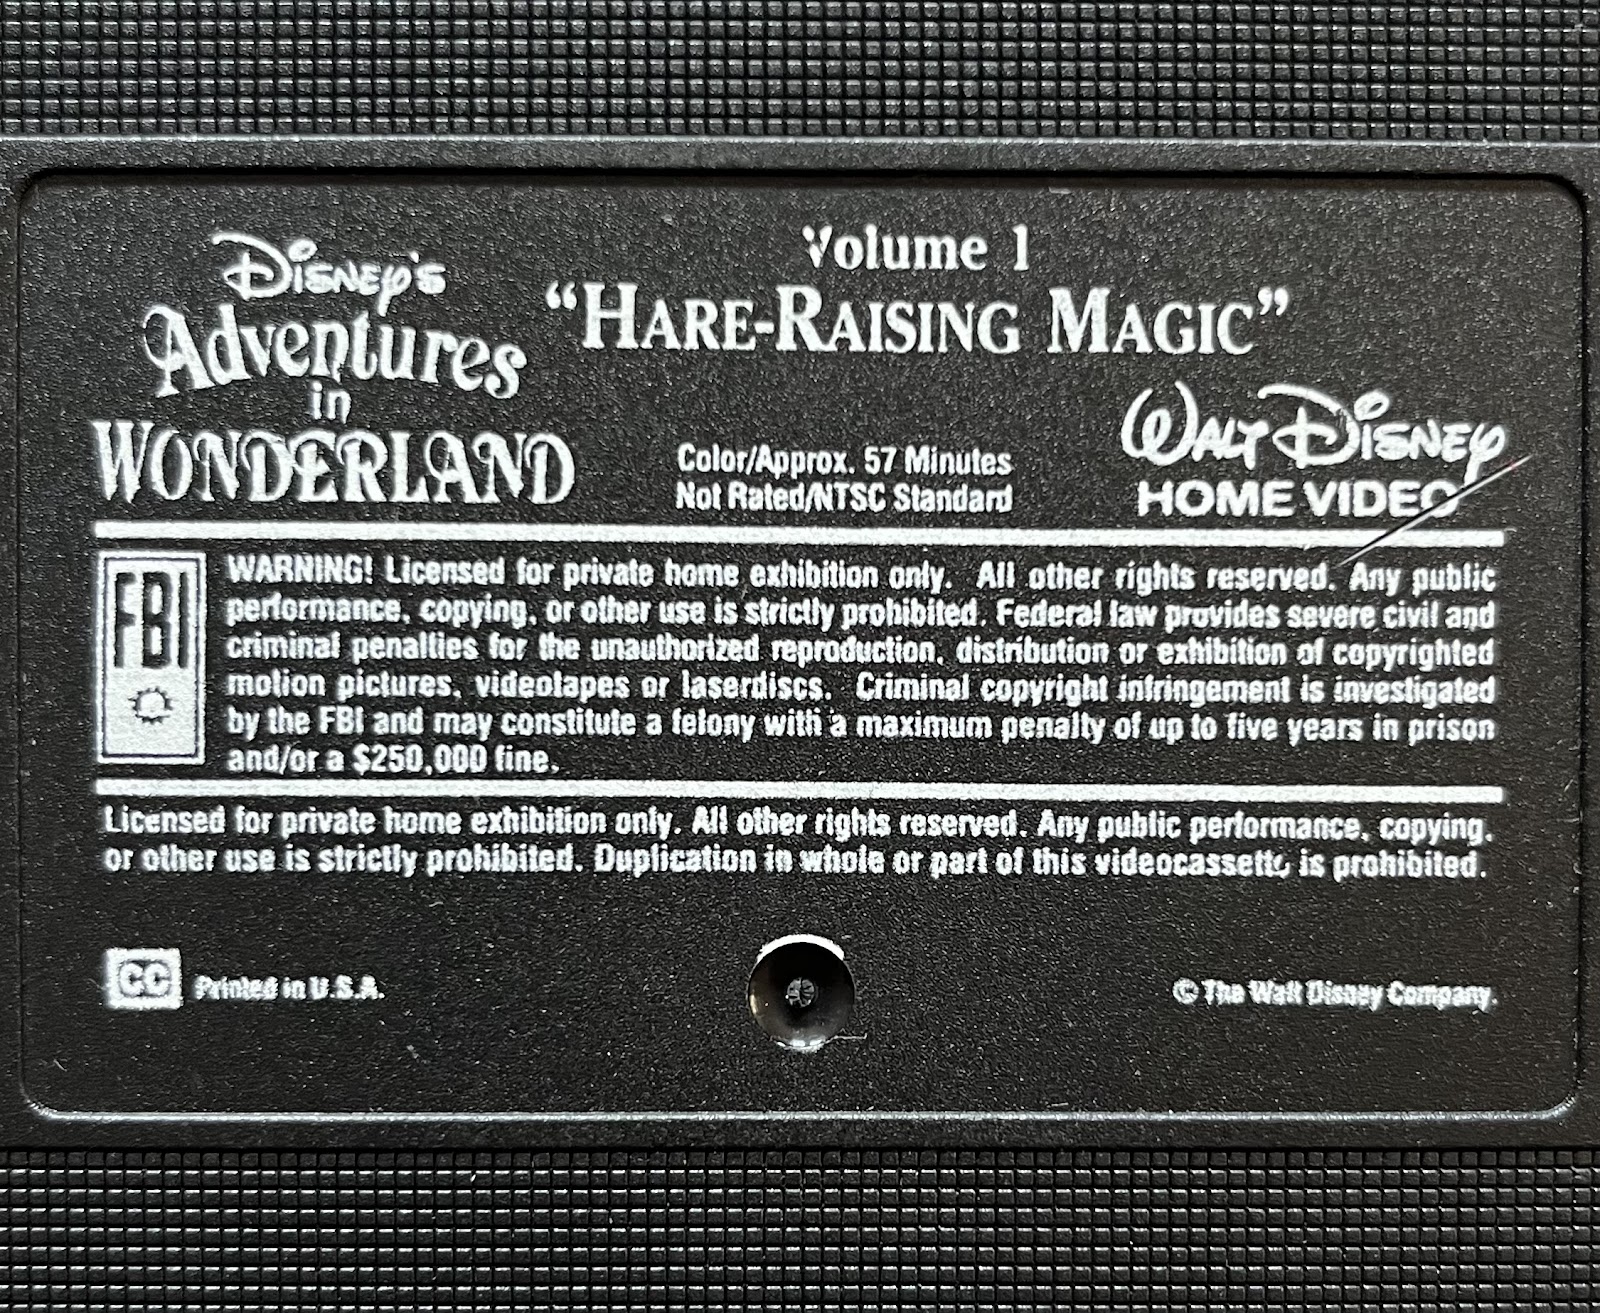 Disney's
Adventures
in
WONDERLAND
Volume 1
“HARE-RAISING MAGIC”
Color/Approx. 57 Minutes
Not Rated/NTSC Standard
WALT DISNEY
HOME VIDEO
FBI
WARNING! Licensed for private home exhibition only. All other rights reserved. Any public
performance, copying, or other use is strictly prohibited. Federal law provides severe civil and
criminal penalties for the unauthorized reproduction, distribution or exhibition of copyrighted
motion pictures, videotapes or laserdiscs. Criminal copyright infringement is investigated
by the FBI and may constitute a felony with a maximum penalty of up to five years in prison
and/or a $250,000 fine.
Licensed for private home exhibition only. All other rights reserved. Any public performance, copying,
or other use is strictly prohibited. Duplication in whole or part of this videocassette is prohibited.
CC Printed in U.S.A.
© The Walt Disney Company.